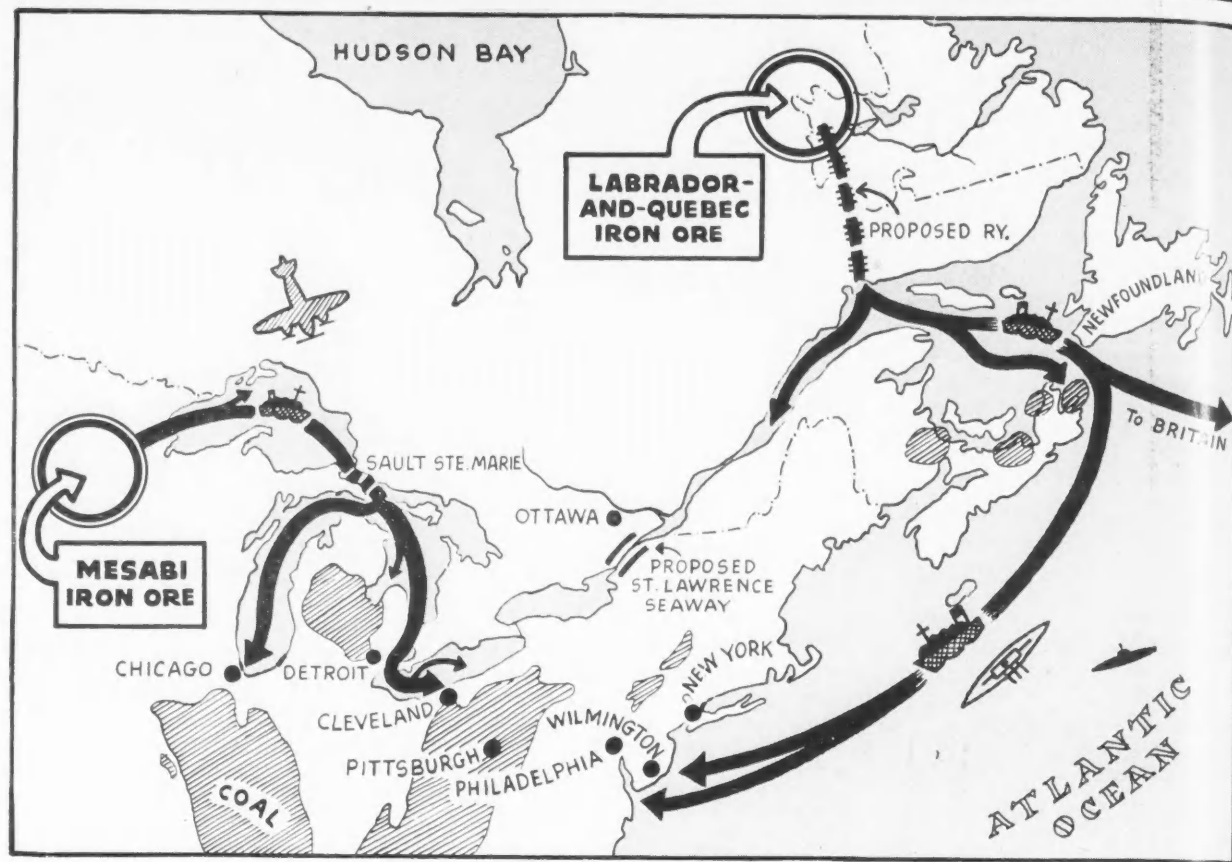 HUDSON BAY
LABRADOR-
AND-QUEBEC
IRON ORE
PROPOSED RY.
NEWFOUNDLAND
TO BRITAIN
SAULT STE. MARIE
MESABI
IRON ORE
OTTAWA
PROPOSED
ST. LAWRENCE
SEAWAY
CHICAGO
DETROIT
CLEVELAND
NEW YORK
WILMINGTON
PITTSBURGH
PHILADELPHIA
COAL
ATLANTIC
OCEAN